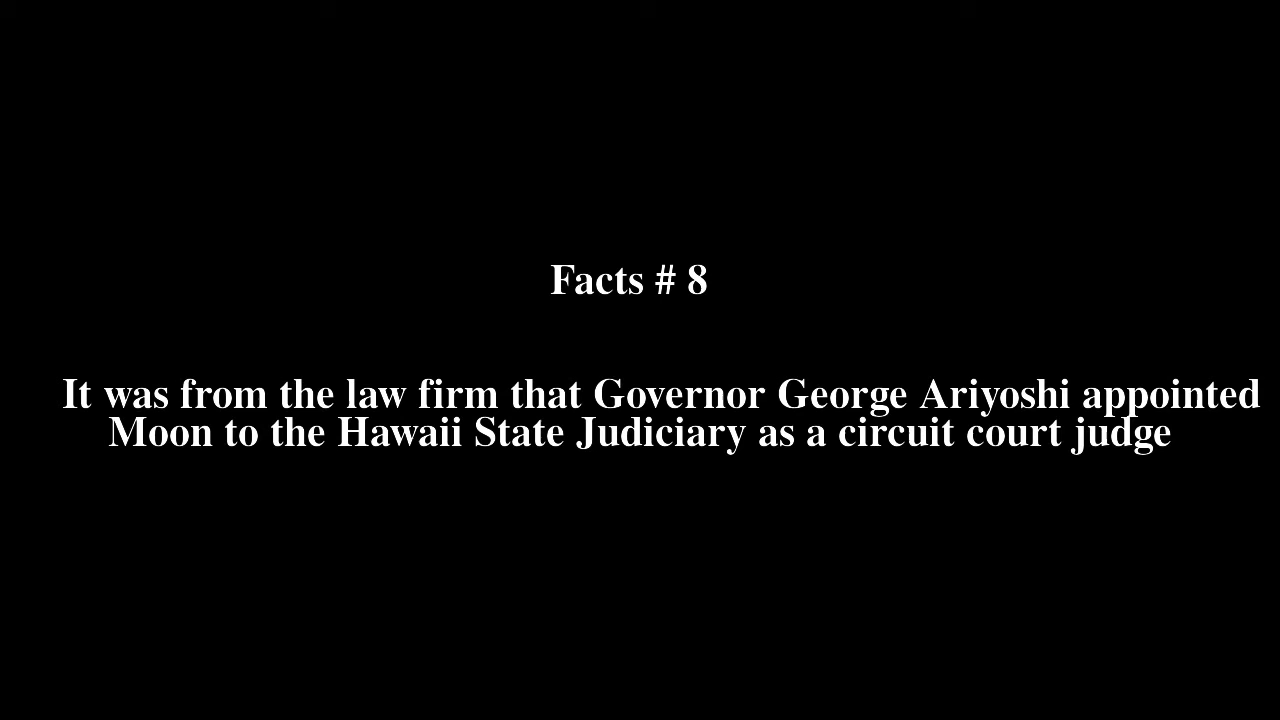 Facts # 8
It was from the law firm that Governor George Ariyoshi appointed
Moon to the Hawaii State Judiciary as a circuit court judge